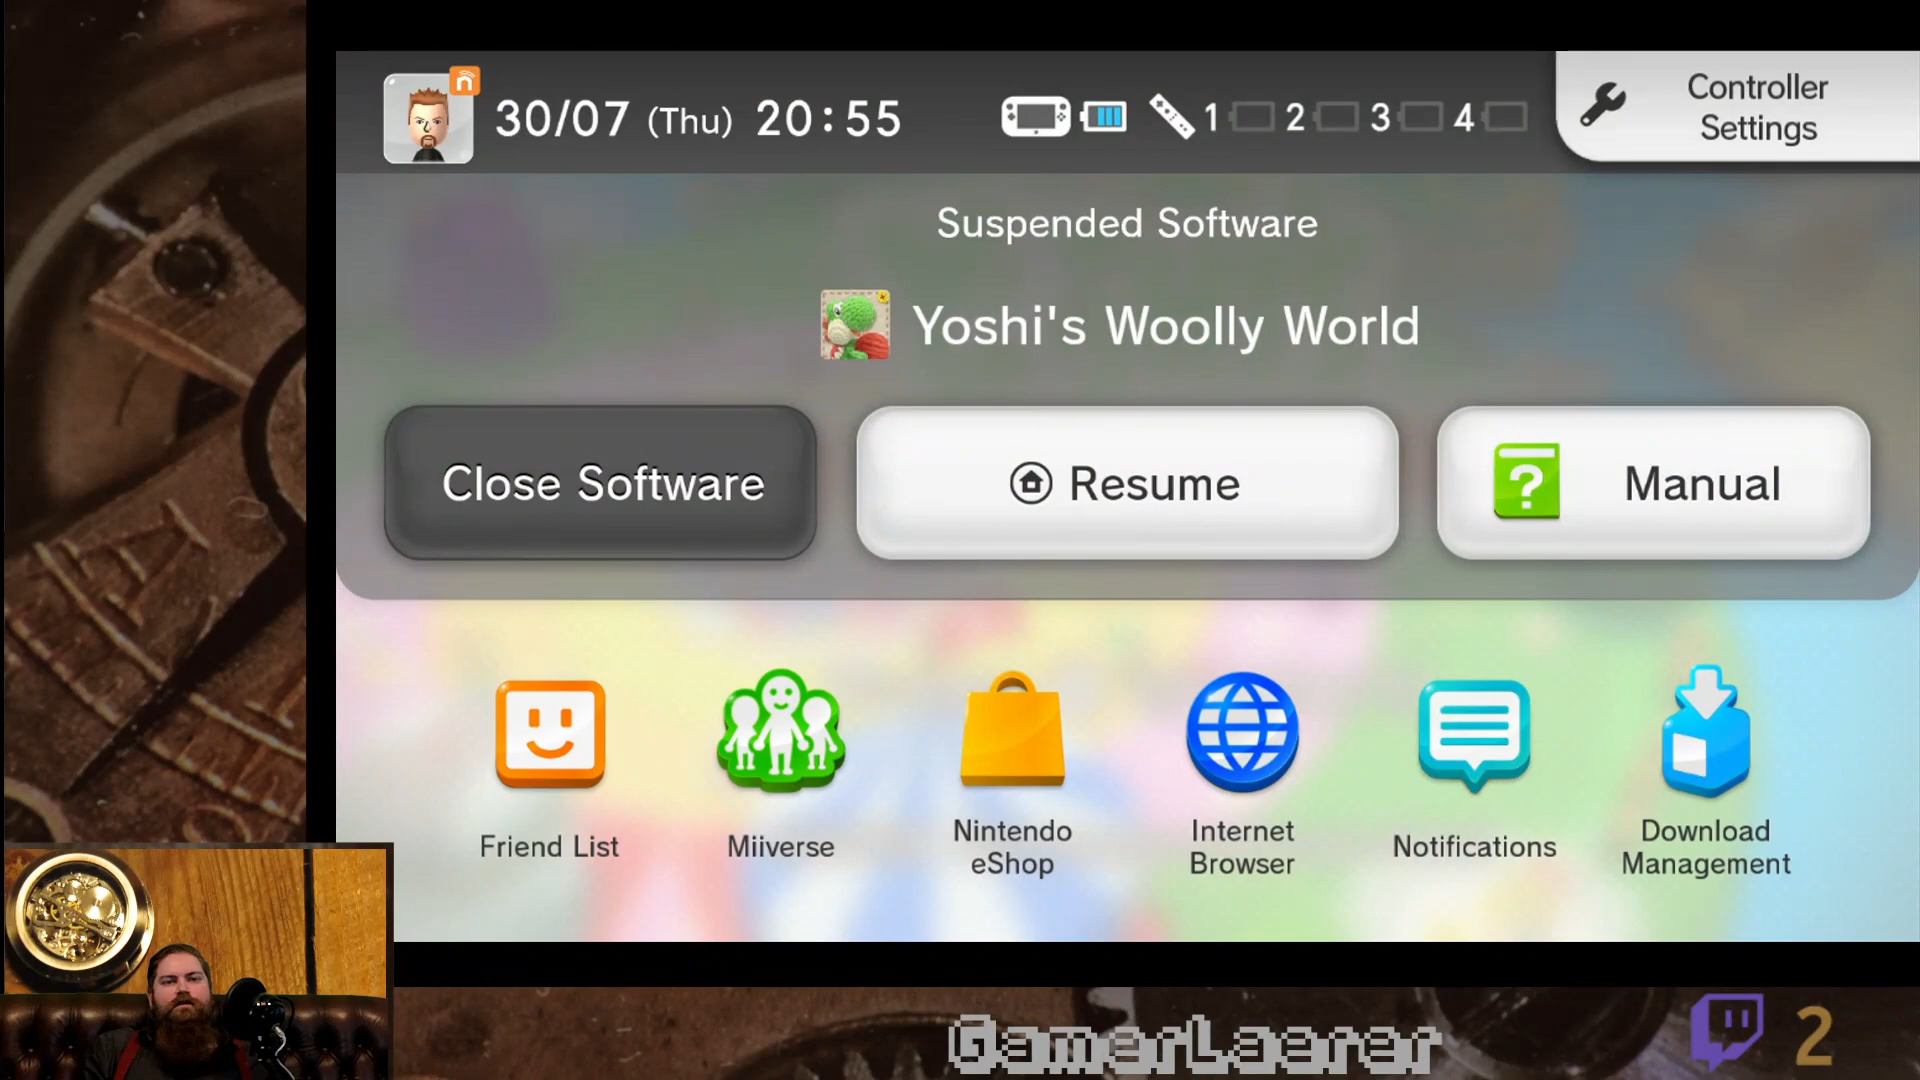 30/07 (Thu) 20:55
1 2 3 4
Controller
Settings
Suspended Software
Yoshi's Woolly World
Close Software
Resume
? Manual
Friend List
Miiverse
Nintendo
eShop
Internet
Browser
Notifications
Download
Management
GamerLaerer
2